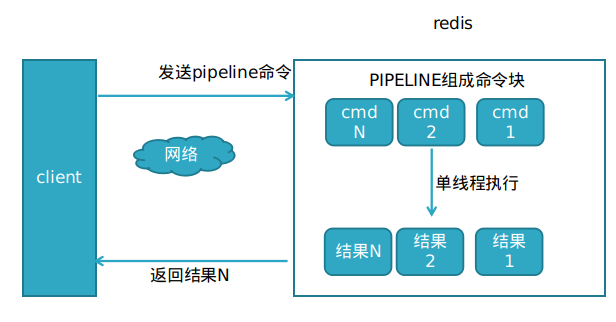 redis
发送pipeline命令
PIPELINE组成命令块
cmd
N
cmd
2
cmd
1
网络
client
单线程执行
结果N
结果
2
结果
1
返回结果N